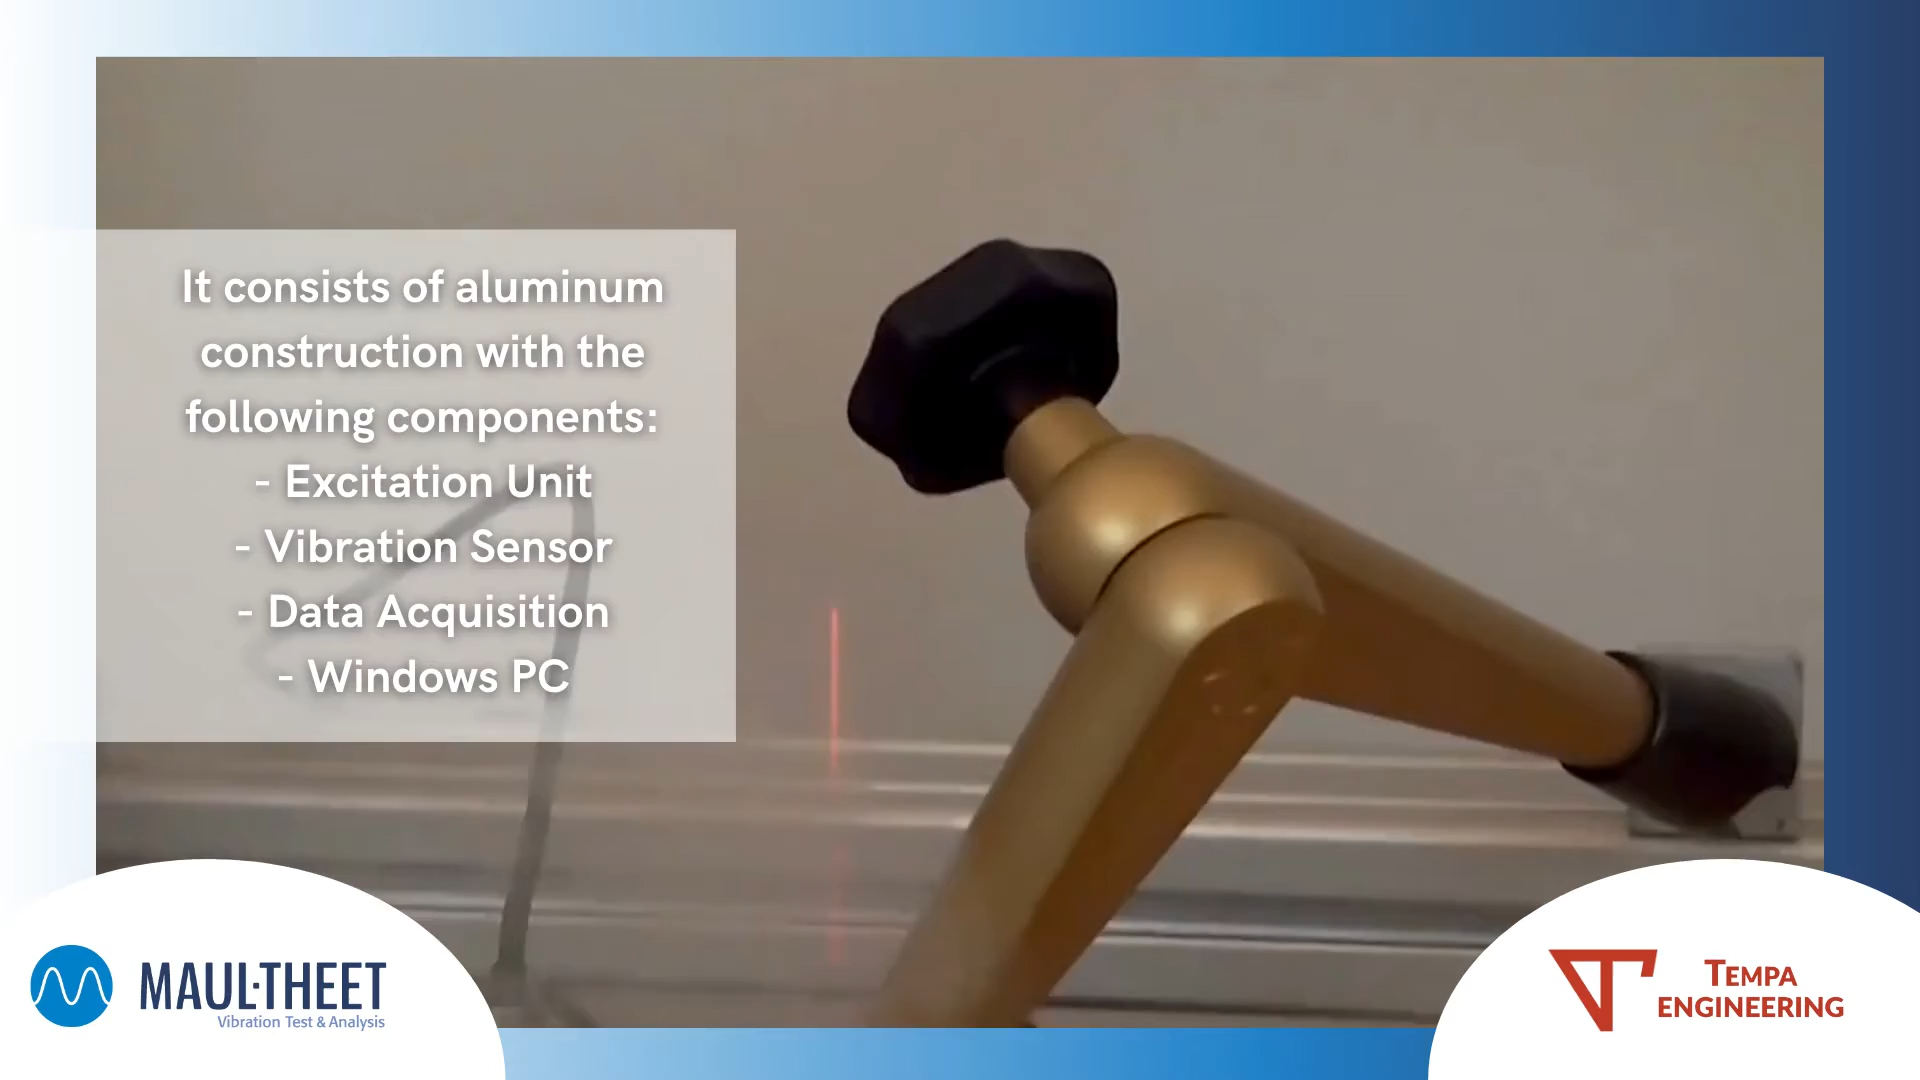 It consists of aluminum
construction with the
following components:
- Excitation Unit
- Vibration Sensor
- Data Acquisition
- Windows PC
MAUL·THEET
Vibration Test & Analysis
TEMPA
ENGINEERING